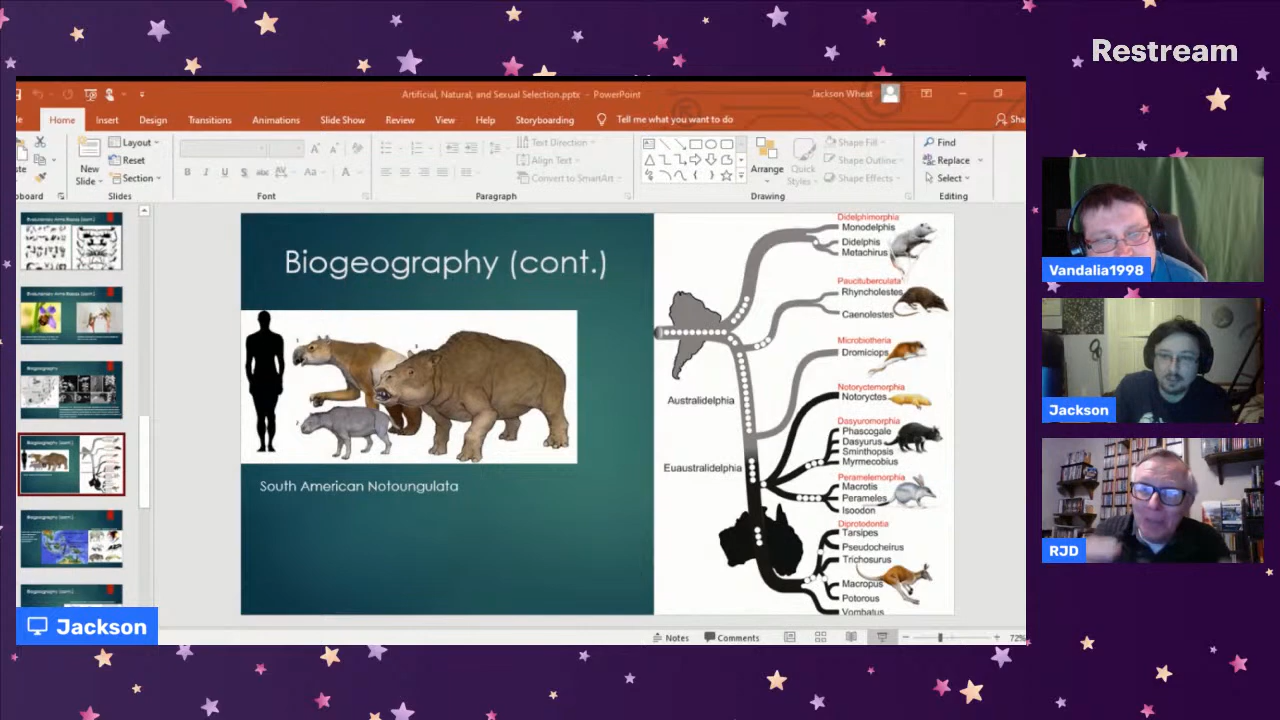 Restream
Artificial, Natural, and Sexual Selection.pptx - PowerPoint
Jackson Wheat
Home
Insert
Design
Transitions
Animations
Slide Show
Review
View
Help
Storyboarding
Tell me what you want to do
Sha
New
Slide
Layout
Reset
Section
Slides
B I U S
Aa
A
Font
Text Direction
Align Text
Convert to SmartArt
Paragraph
Arrange
Quick
Styles
Shape Fill
Shape Outline
Shape Effects
Drawing
Find
Replace
Select
Editing
Biogeography (cont.)
South American Notoungulata
Didelphimorphia
Monodelphis
Didelphis
Metachirus
Paucituberculata
Rhyncholestes
Caenolestes
Microbiotheria
Dromiciops
Notoryctemorphia
Notoryctes
Dasyuromorphia
Phascogale
Dasyurus
Sminthopsis
Myrmecobius
Peramelemorphia
Macrotis
Perameles
Isoodon
Diprotodontia
Tarsipes
Pseudocheirus
Trichosurus
Macropus
Potorous
Vombatus
Australidelphia
Euaustralidelphia
Notes
Comments
72%
Jackson
Vandalia1998
Jackson
RJD